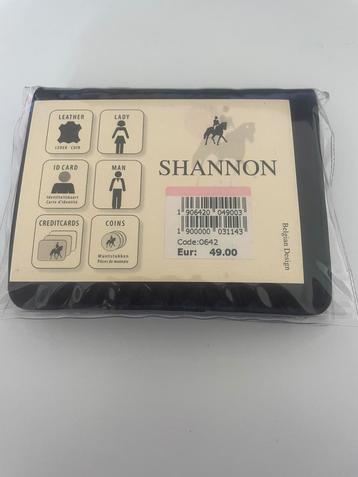 LEATHER
LEDER - CUIR
LADY
ID CARD
Identiteitskaart
Carte d'identité
MAN
CREDITCARDS
COINS
Muntstukken
Pièces de monnaie
SHANNON
1 906420 049003
1 900000 031143
Code:0642
Eur: 49.00
Belgian Design